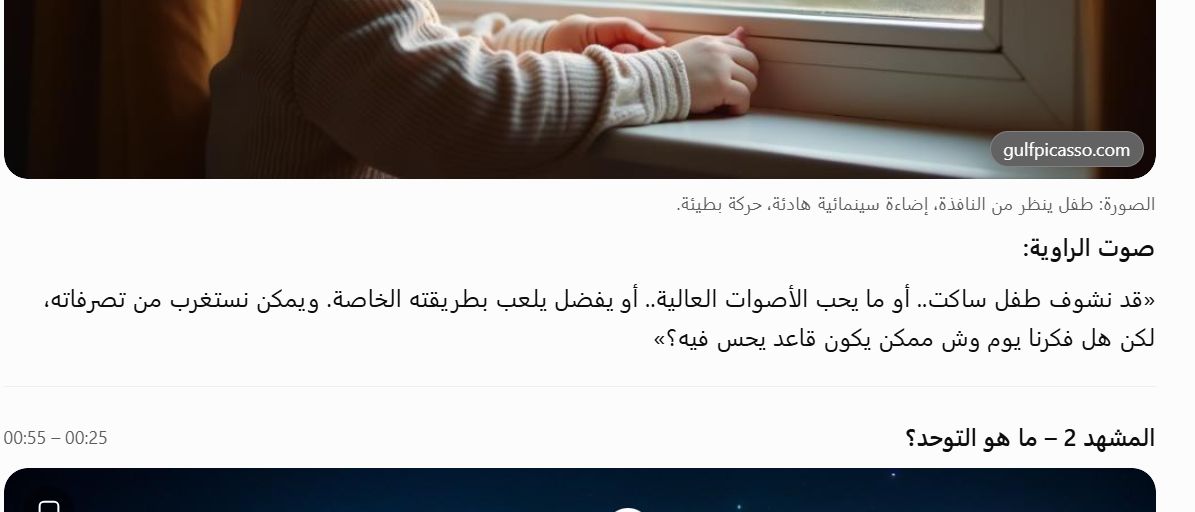 gulfpicasso.com
الصورة: طفل ينظر من النافذة، إضاءة سينمائية هادئة، حركة بطيئة.
صوت الراوية:
«قد نشوف طفل ساكت.. أو ما يحب الأصوات العالية.. أو يفضل يلعب بطريقته الخاصة. ويمكن نستغرب من تصرفاته،
لكن هل فكرنا يوم وش ممكن يكون قاعد يحس فيه؟»
المشهد 2 – ما هو التوحد؟
00:25 – 00:55